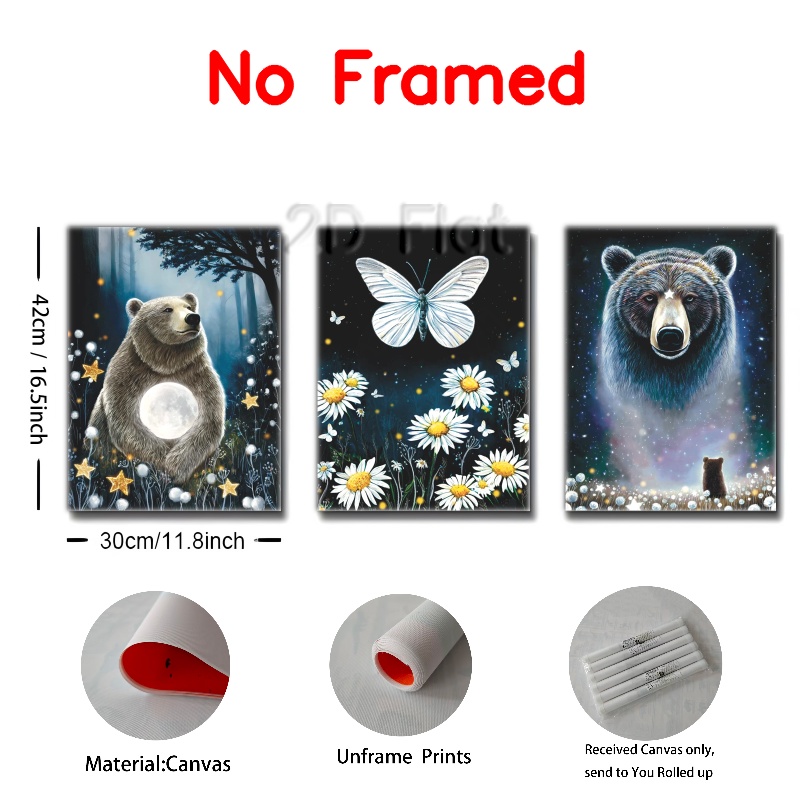 No Framed
2D Flat
42cm / 16.5inch
30cm/11.8inch
Material:Canvas
Unframe Prints
Received Canvas only,
send to You Rolled up